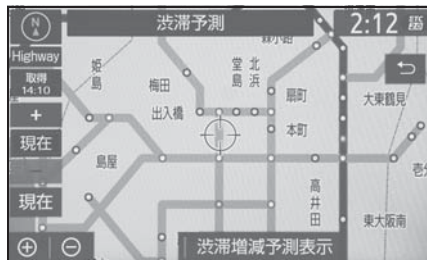 N
渋滞予測
2:12
Highway
取得
14:10
+
現在
現在
姫島
梅田
出入橋
堂島
北浜
扇町
本町
大東鶴見
島屋
高井田
東大阪南
渋滞増減予測表示